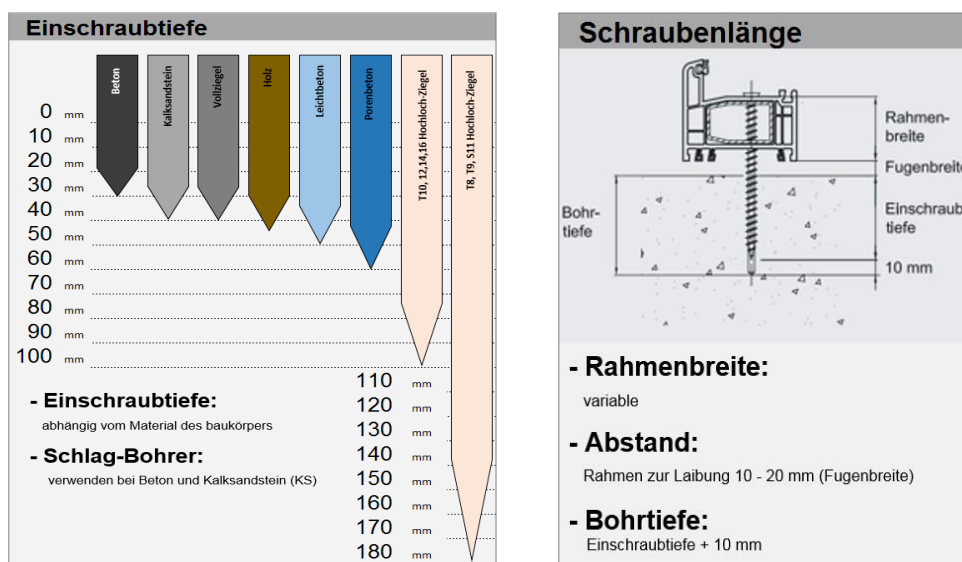 Einschraubtiefe
Beton
Kalksandstein
Vollziegel
Holz
Leichtbeton
Porenbeton
T10, 12,14,16 Hochloch-Ziegel
T8, T9, S11 Hochloch-Ziegel
0 mm
10 mm
20 mm
30 mm
40 mm
50 mm
60 mm
70 mm
80 mm
90 mm
100 mm
110 mm
120 mm
130 mm
140 mm
150 mm
160 mm
170 mm
180 mm
- Einschraubtiefe:
abhängig vom Material des baukörpers
- Schlag-Bohrer:
verwenden bei Beton und Kalksandstein (KS)
Schraubenlänge
Rahmen-
breite
Fugenbreite
Bohr-
tiefe
Einschraub
tiefe
10 mm
- Rahmenbreite:
variable
- Abstand:
Rahmen zur Laibung 10 - 20 mm (Fugenbreite)
- Bohrtiefe:
Einschraubtiefe + 10 mm